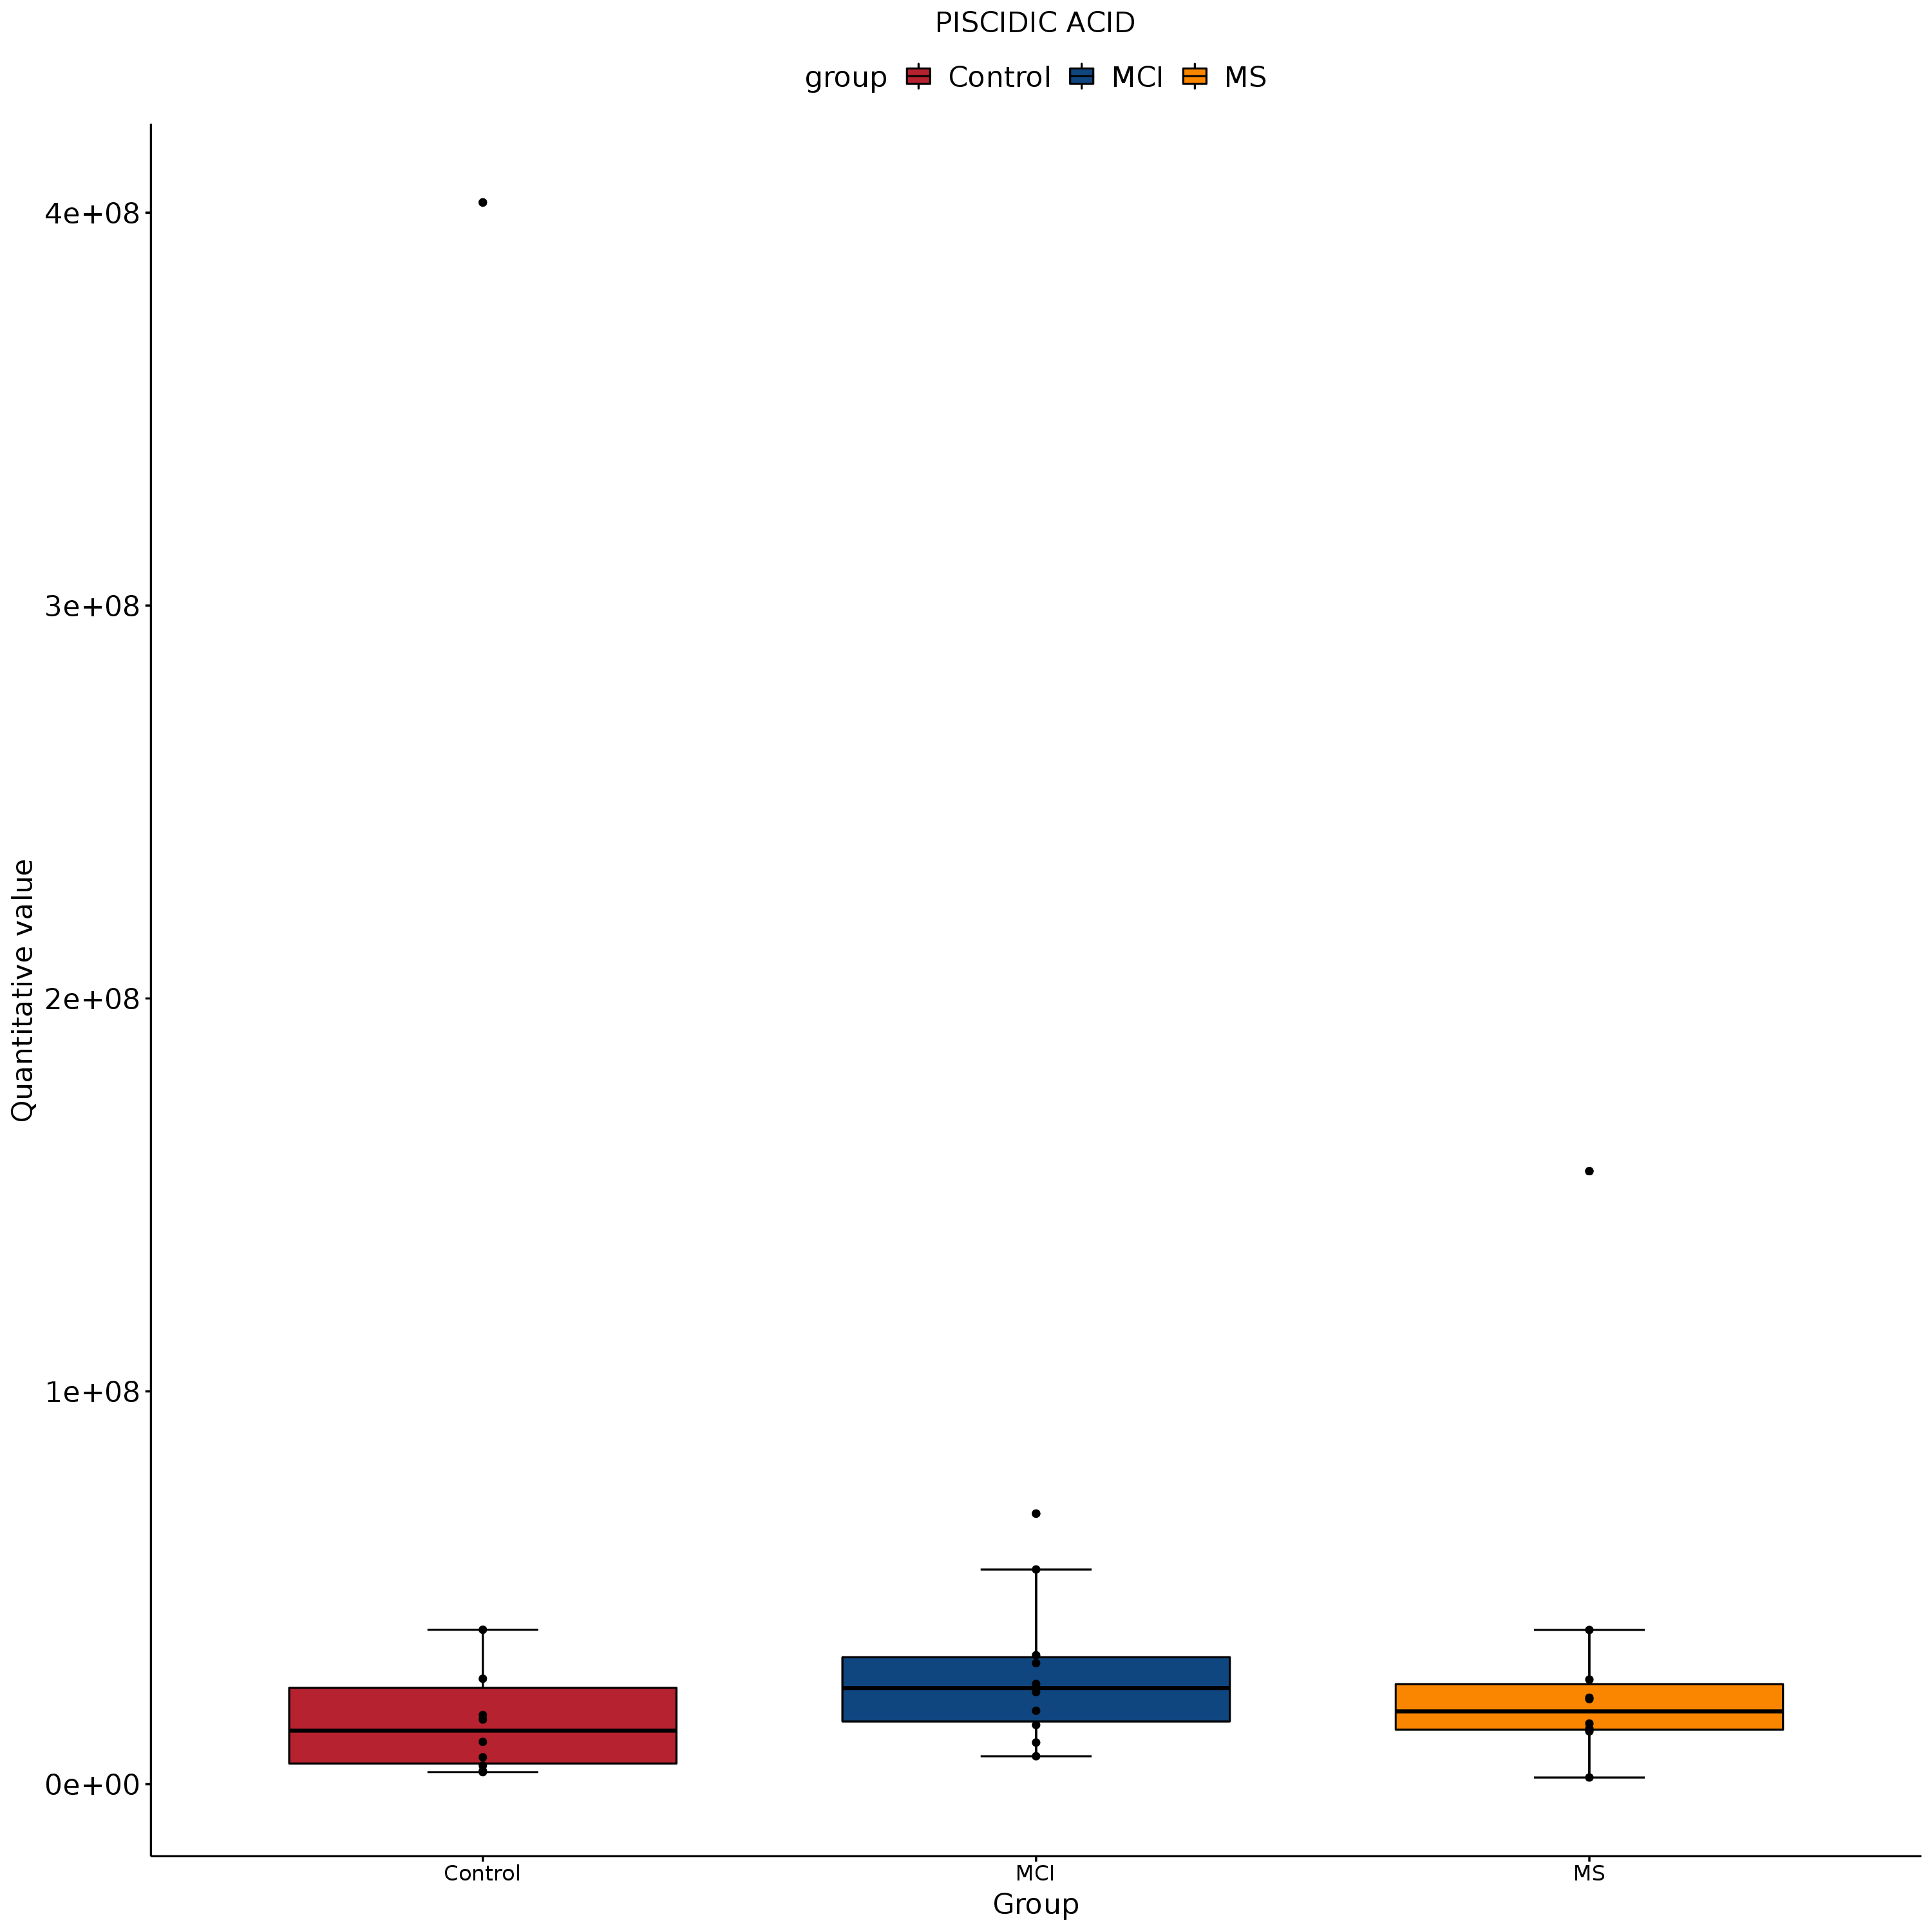 PISCIDIC ACID
group Control MCI MS
Quantitative value
4e+08
3e+08
2e+08
1e+08
0e+00
Control MCI MS
Group